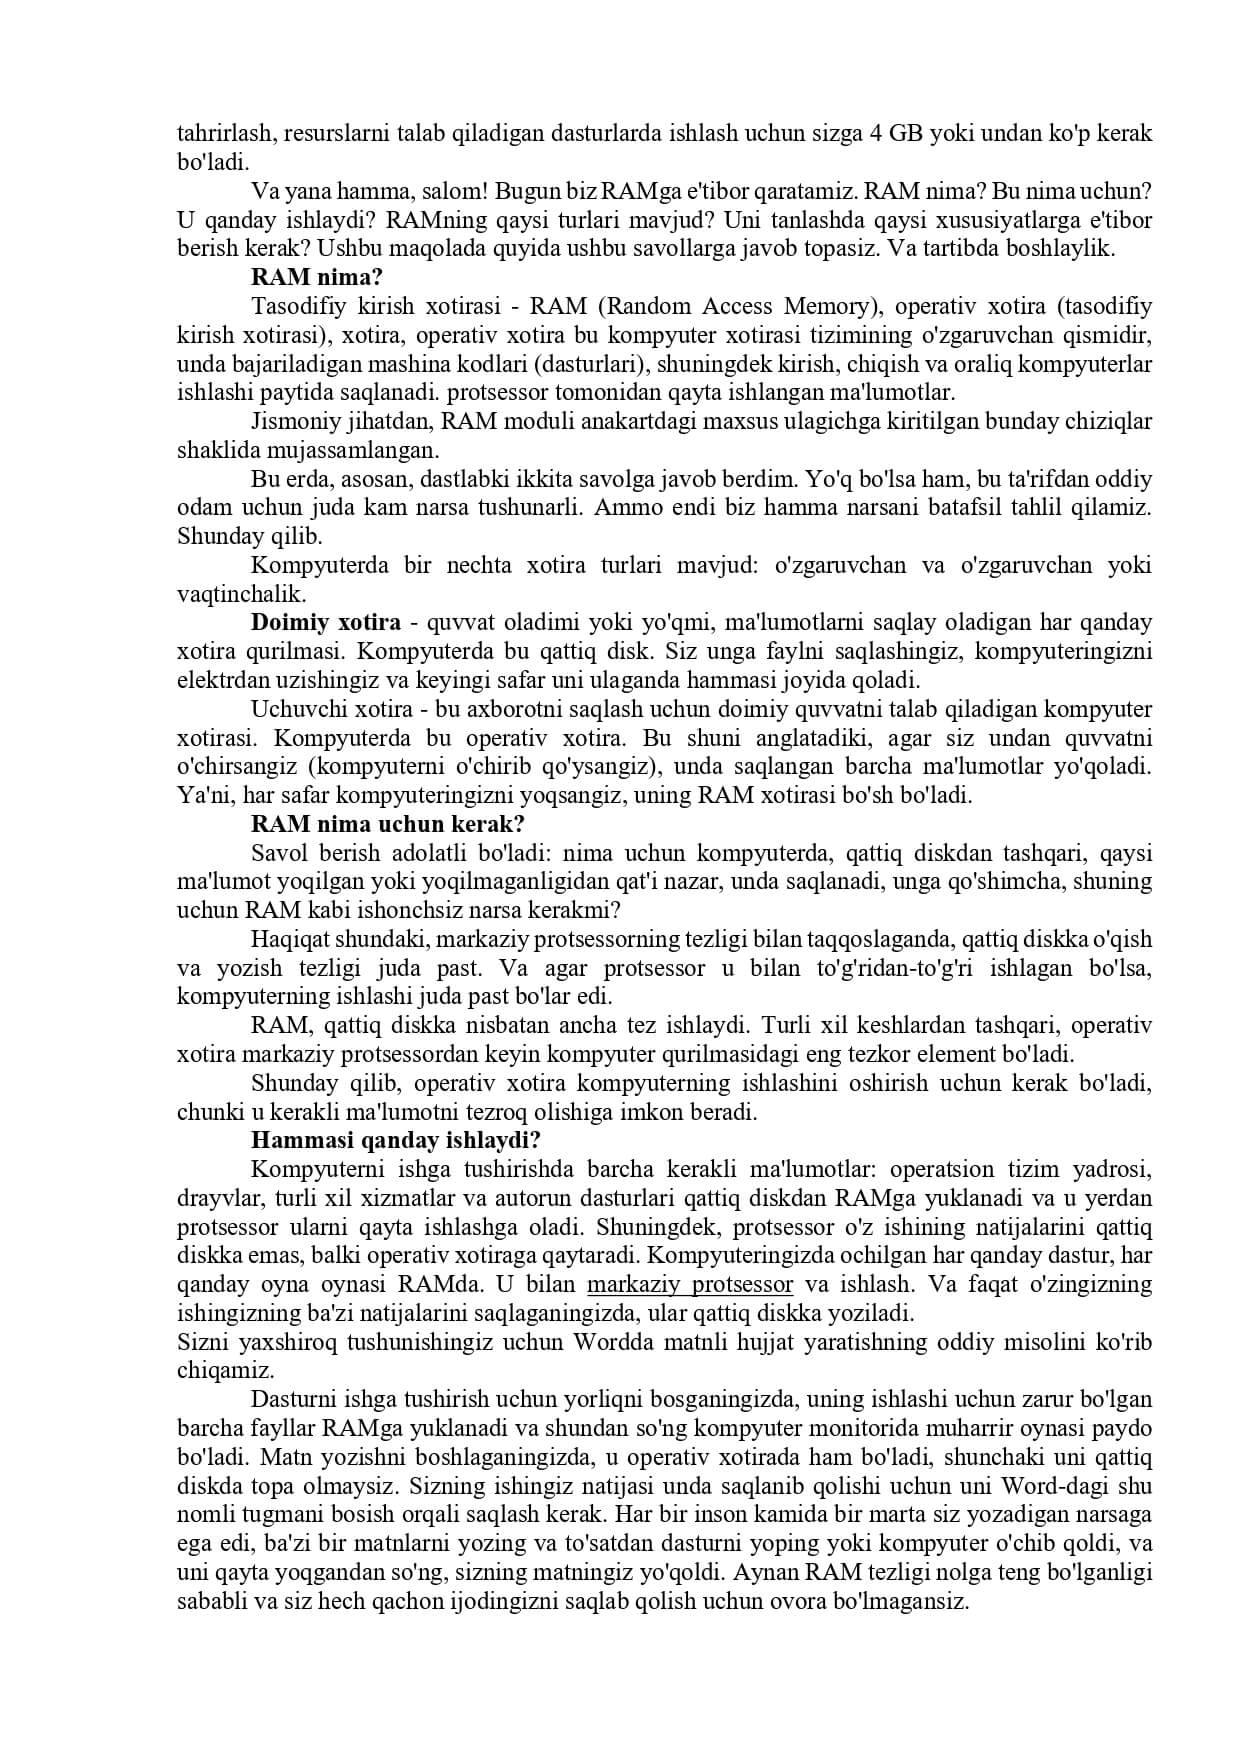 tahrirlash, resurslarni talab qiladigan dasturlarda ishlash uchun sizga 4 GB yoki undan ko'p kerak
bo'ladi.
Va yana hamma, salom! Bugun biz RAMga e'tibor qaratamiz. RAM nima? Bu nima uchun?
U qanday ishlaydi? RAMning qaysi turlari mavjud? Uni tanlashda qaysi xususiyatlarga e'tibor
berish kerak? Ushbu maqolada quyida ushbu savollarga javob topasiz. Va tartibda boshlaylik.
RAM nima?
Tasodifiy kirish xotirasi - RAM (Random Access Memory), operativ xotira (tasodifiy
kirish xotirasi), xotira, operativ xotira bu kompyuter xotirasi tizimining o'zgaruvchan qismidir,
unda bajariladigan mashina kodlari (dasturlari), shuningdek kirish, chiqish va oraliq kompyuterlar
ishlashi paytida saqlanadi. protsessor tomonidan qayta ishlangan ma'lumotlar.
Jismoniy jihatdan, RAM moduli anakartdagi maxsus ulagichga kiritilgan bunday chiziqlar
shaklida mujassamlangan.
Bu erda, asosan, dastlabki ikkita savolga javob berdim. Yo'q bo'lsa ham, bu ta'rifdan oddiy
odam uchun juda kam narsa tushunarli. Ammo endi biz hamma narsani batafsil tahlil qilamiz.
Shunday qilib.
Kompyuterda bir nechta xotira turlari mavjud: o'zgaruvchan va o'zgaruvchan yoki
vaqtinchalik.
Doimiy xotira - quvvat oladimi yoki yo'qmi, ma'lumotlarni saqlay oladigan har qanday
xotira qurilmasi. Kompyuterda bu qattiq disk. Siz unga faylni saqlashingiz, kompyuteringizni
elektrdan uzishingiz va keyingi safar uni ulaganda hammasi joyida qoladi.
Uchuvchi xotira - bu axborotni saqlash uchun doimiy quvvatni talab qiladigan kompyuter
xotirasi. Kompyuterda bu operativ xotira. Bu shuni anglatadiki, agar siz undan quvvatni
o'chirsangiz (kompyuterni o'chirib qo'ysangiz), unda saqlangan barcha ma'lumotlar yo'qoladi.
Ya'ni, har safar kompyuteringizni yoqsangiz, uning RAM xotirasi bo'sh bo'ladi.
RAM nima uchun kerak?
Savol berish adolatli bo'ladi: nima uchun kompyuterda, qattiq diskdan tashqari, qaysi
ma'lumot yoqilgan yoki yoqilmaganligidan qat'i nazar, unda saqlanadi, unga qo'shimcha, shuning
uchun RAM kabi ishonchsiz narsa kerakmi?
Haqiqat shundaki, markaziy protsessorning tezligi bilan taqqoslaganda, qattiq diskka o'qish
va yozish tezligi juda past. Va agar protsessor u bilan to'g'ridan-to'g'ri ishlagan bo'lsa,
kompyuterning ishlashi juda past bo'lar edi.
RAM, qattiq diskka nisbatan ancha tez ishlaydi. Turli xil keshlardan tashqari, operativ
xotira markaziy protsessordan keyin kompyuter qurilmasidagi eng tezkor element bo'ladi.
Shunday qilib, operativ xotira kompyuterning ishlashini oshirish uchun kerak bo'ladi,
chunki u kerakli ma'lumotni tezroq olishiga imkon beradi.
Hammasi qanday ishlaydi?
Kompyuterni ishga tushirishda barcha kerakli ma'lumotlar: operatsion tizim yadrosi,
drayvlar, turli xil xizmatlar va autorun dasturlari qattiq diskdan RAMga yuklanadi va u yerdan
protsessor ularni qayta ishlashga oladi. Shuningdek, protsessor o'z ishining natijalarini qattiq
diskka emas, balki operativ xotiraga qaytaradi. Kompyuteringizda ochilgan har qanday dastur, har
qanday oyna oynasi RAMda. U bilan markaziy protsessor va ishlash. Va faqat o'zingizning
ishingizning ba'zi natijalarini saqlaganingizda, ular qattiq diskka yoziladi.
Sizni yaxshiroq tushunishingiz uchun Wordda matnli hujjat yaratishning oddiy misolini ko'rib
chiqamiz.
Dasturni ishga tushirish uchun yorliqni bosganingizda, uning ishlashi uchun zarur bo'lgan
barcha fayllar RAMga yuklanadi va shundan so'ng kompyuter monitorida muharrir oynasi paydo
bo'ladi. Matn yozishni boshlaganingizda, u operativ xotirada ham bo'ladi, shunchaki uni qattiq
diskda topa olmaysiz. Sizning ishingiz natijasi unda saqlanib qolishi uchun uni Word-dagi shu
nomli tugmani bosish orqali saqlash kerak. Har bir inson kamida bir marta siz yozadigan narsaga
ega edi, ba'zi bir matnlarni yozing va to'satdan dasturni yoping yoki kompyuter o'chib qoldi, va
uni qayta yoqgandan so'ng, sizning matningiz yo'qoldi. Aynan RAM tezligi nolga teng bo'lganligi
sababli va siz hech qachon ijodingizni saqlab qolish uchun ovora bo'lmagansiz.